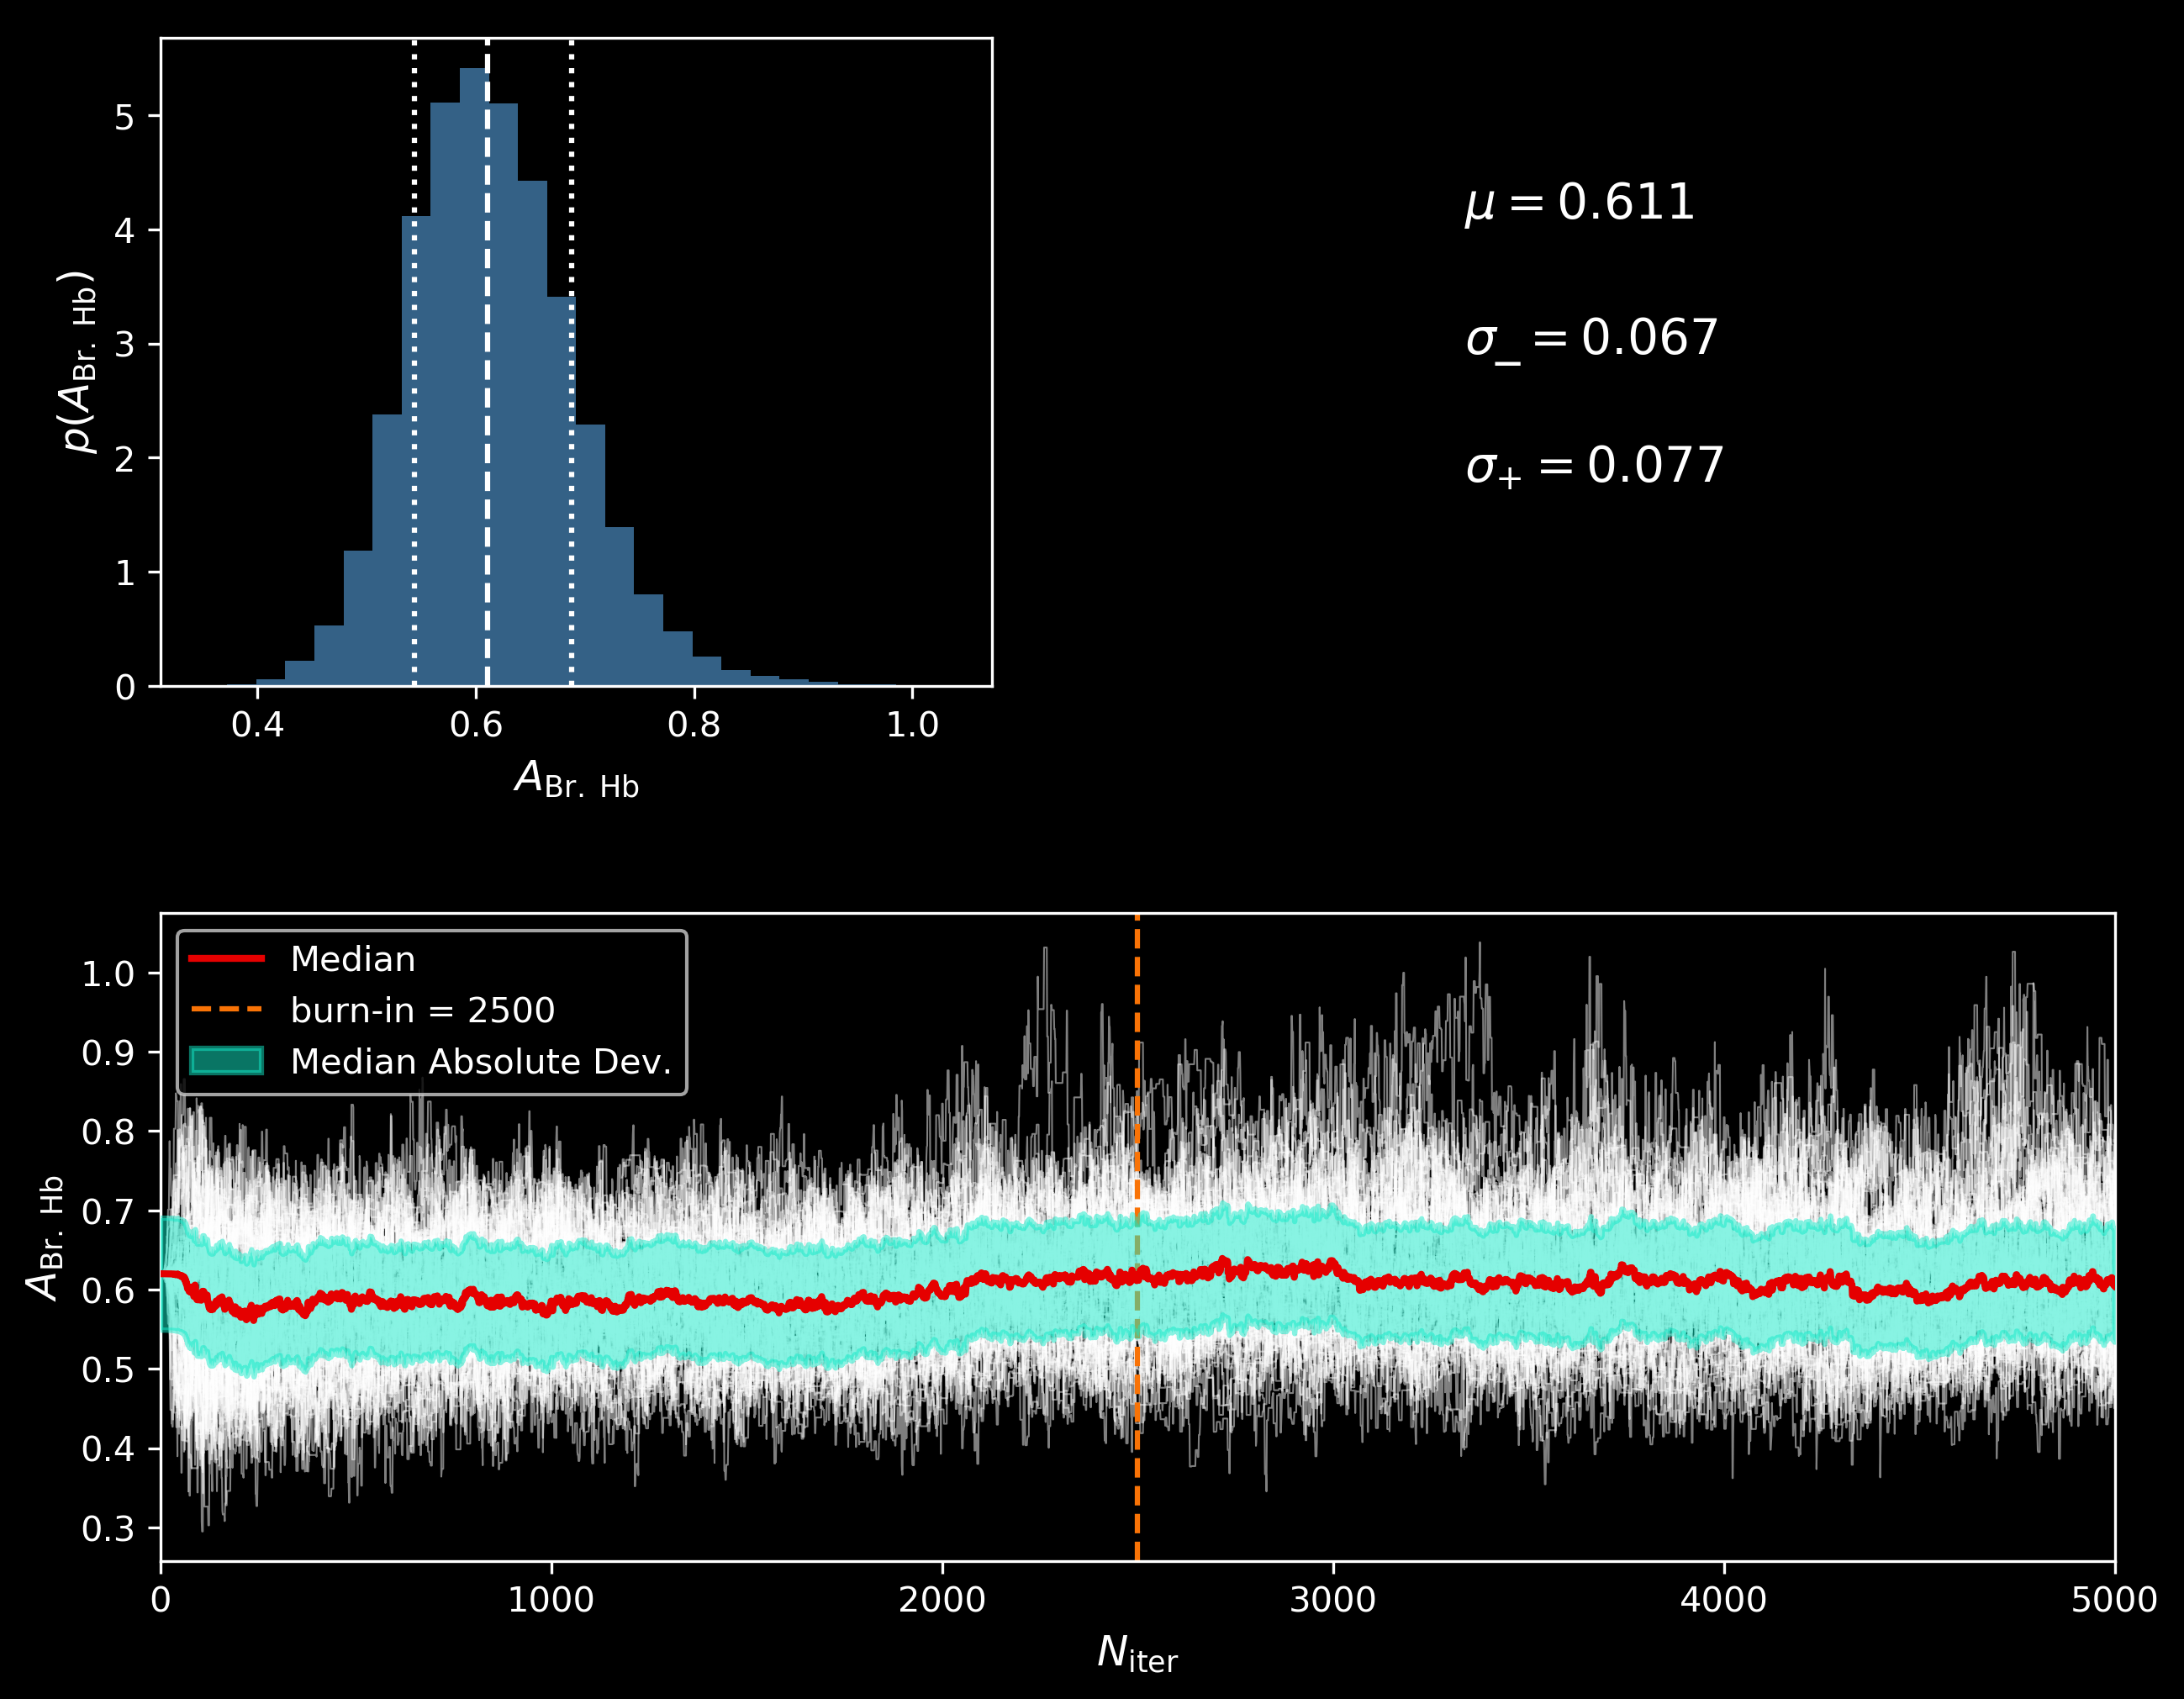 5
4
3
2
1
0
p(A_Br. Hb)
0.4 0.6 0.8 1.0
A_Br. Hb
μ = 0.611
σ_− = 0.067
σ_+ = 0.077
Median
burn-in = 2500
Median Absolute Dev.
1.0
0.9
0.8
0.7
0.6
0.5
0.4
0.3
A_Br. Hb
0 1000 2000 3000 4000 5000
N_iter